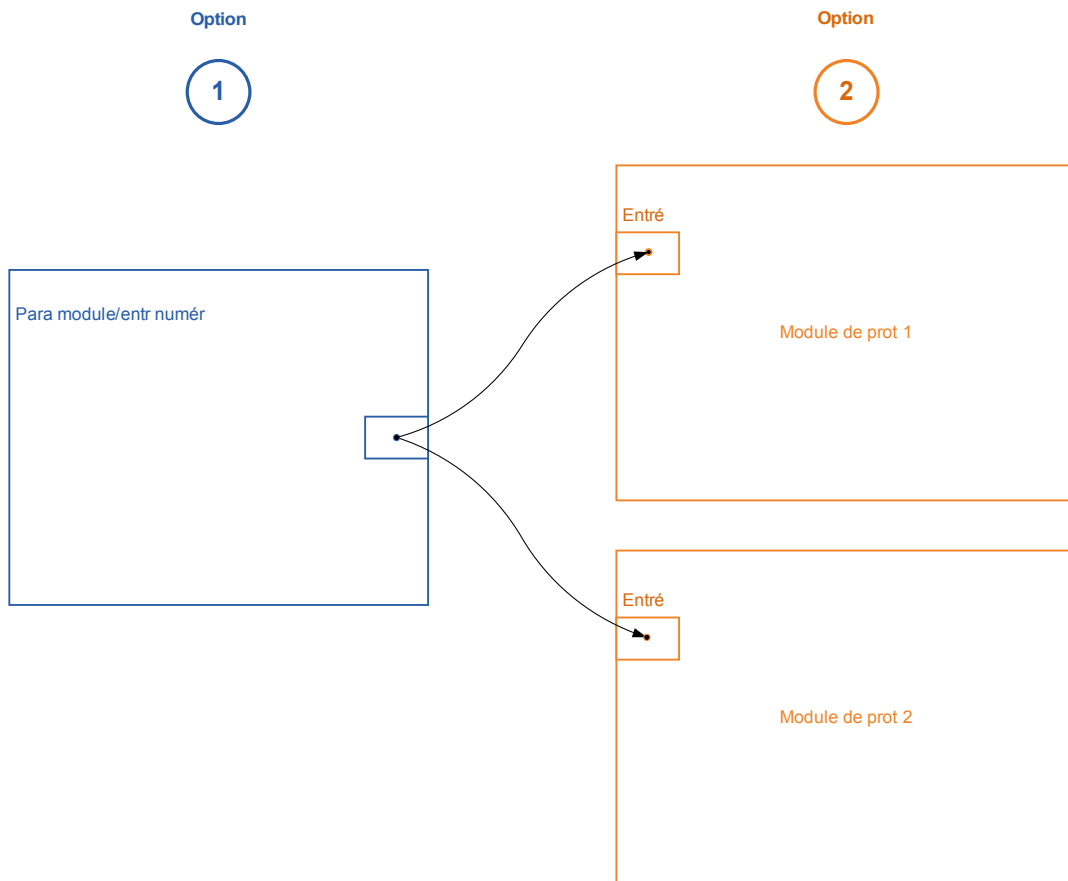 Option
Option
1
2
Entré
Para module/entr numér
Module de prot 1
Entré
Module de prot 2